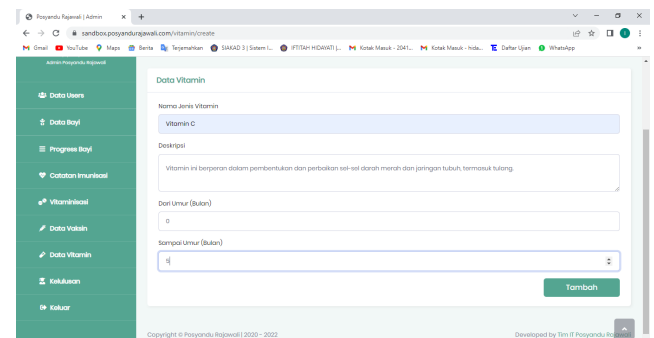 Posyandu Rajawali | Admin
sandbox.posyandurajawali.com/vitamin/create
Gmail YouTube Maps Berita Terjemahkan SIAKAD 3 | Sistem I... IFTITAH HIDAYATI |... Kotak Masuk - 2041... Kotak Masuk - hida... Daftar Ujian WhatsApp
Admin Posyandu Rajawali
Data Users
Data Bayi
Progress Bayi
Catatan Imunisasi
Vitaminisasi
Data Vaksin
Data Vitamin
Kelulusan
Keluar
Data Vitamin
Nama Jenis Vitamin
Vitamin C
Deskripsi
Vitamin ini berperan dalam pembentukan dan perbaikan sel-sel darah merah dan jaringan tubuh, termasuk tulang.
Dari Umur (Bulan)
0
Sampai Umur (Bulan)
5
Tambah
Copyright © Posyandu Rajawali | 2020 - 2022
Developed by Tim IT Posyandu Rajawali